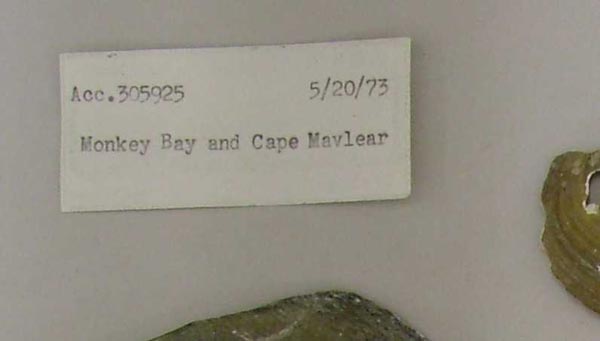 Acc.305925 5/20/73
Monkey Bay and Cape Mavlear